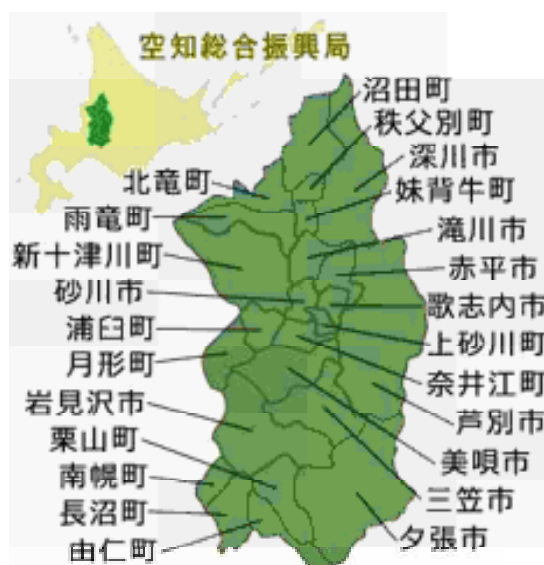 空知総合振興局
沼田町
秩父別町
深川市
北竜町
妹背牛町
雨竜町
滝川市
新十津川町
赤平市
砂川市
歌志内市
浦臼町
上砂川町
月形町
奈井江町
岩見沢市
芦別市
栗山町
美唄市
南幌町
三笠市
長沼町
夕張市
由仁町